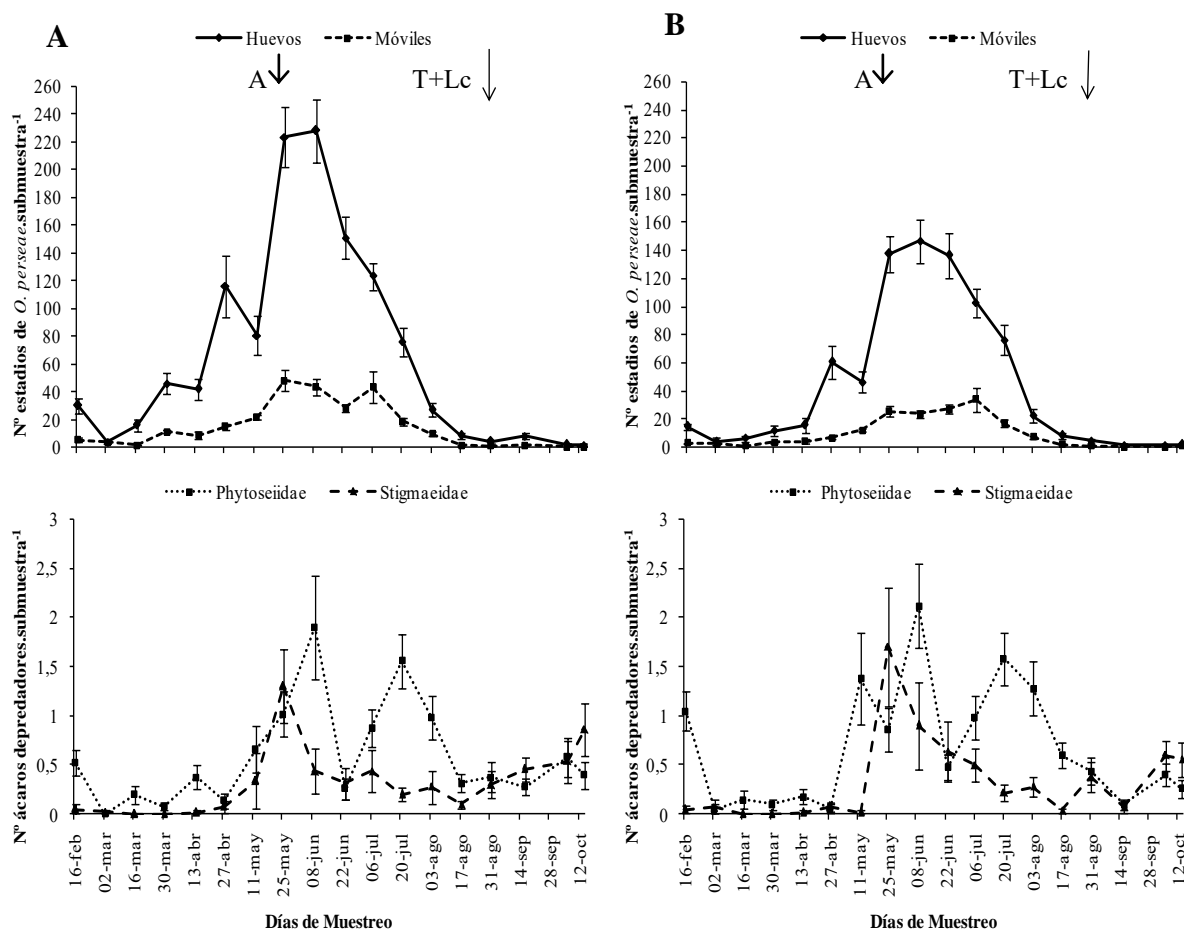 A
Huevos Móviles
A T+Lc
Nº estadios de O. perseae.submuestra-1
260
240
220
200
180
160
140
120
100
80
60
40
20
0
Phytoseiidae Stigmaeidae
Nº ácaros depredadores.submuestra-1
3
2,5
2
1,5
1
0,5
0
16-feb
02-mar
16-mar
30-mar
13-abr
27-abr
11-may
25-may
08-jun
22-jun
06-jul
20-jul
03-ago
17-ago
31-ago
14-sep
28-sep
12-oct
Días de Muestreo
B
Huevos Móviles
A T+Lc
Nº estadios de O. perseae.submuestra-1
260
240
220
200
180
160
140
120
100
80
60
40
20
0
Phytoseiidae Stigmaeidae
Nº ácaros depredadores.submuestra-1
3
2,5
2
1,5
1
0,5
0
16-feb
02-mar
16-mar
30-mar
13-abr
27-abr
11-may
25-may
08-jun
22-jun
06-jul
20-jul
03-ago
17-ago
31-ago
14-sep
28-sep
12-oct
Días de Muestreo